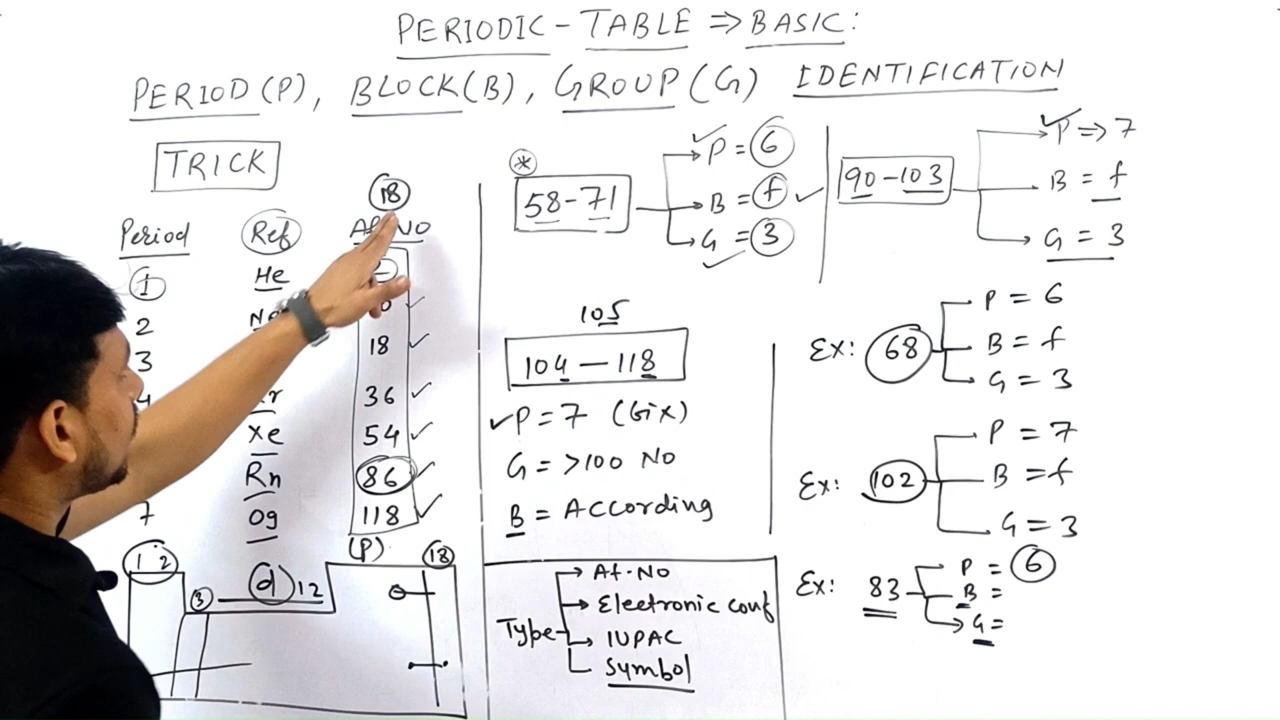 PERIODIC-TABLE ⇒ BASIC:
PERIOD(P), BLOCK(B), GROUP(G) IDENTIFICATION
TRICK
18
Period Ref At. No
1 He
2
3 18
4 36
Xe 54
Rn 86
7 Og 118
(P)
1 2
18
3
d
12
*
58-71
P = 6
B = f
G = 3
90-103
P ⇒ 7
B = f
G = 3
105
104 — 118
P = 7 (Gix)
G = >100 No
B = According
Type
At. No
Electronic conf
IUPAC
Symbol
Ex: 68
P = 6
B = f
G = 3
Ex: 102
P = 7
B = f
G = 3
Ex: 83
P = 6
B =
G =